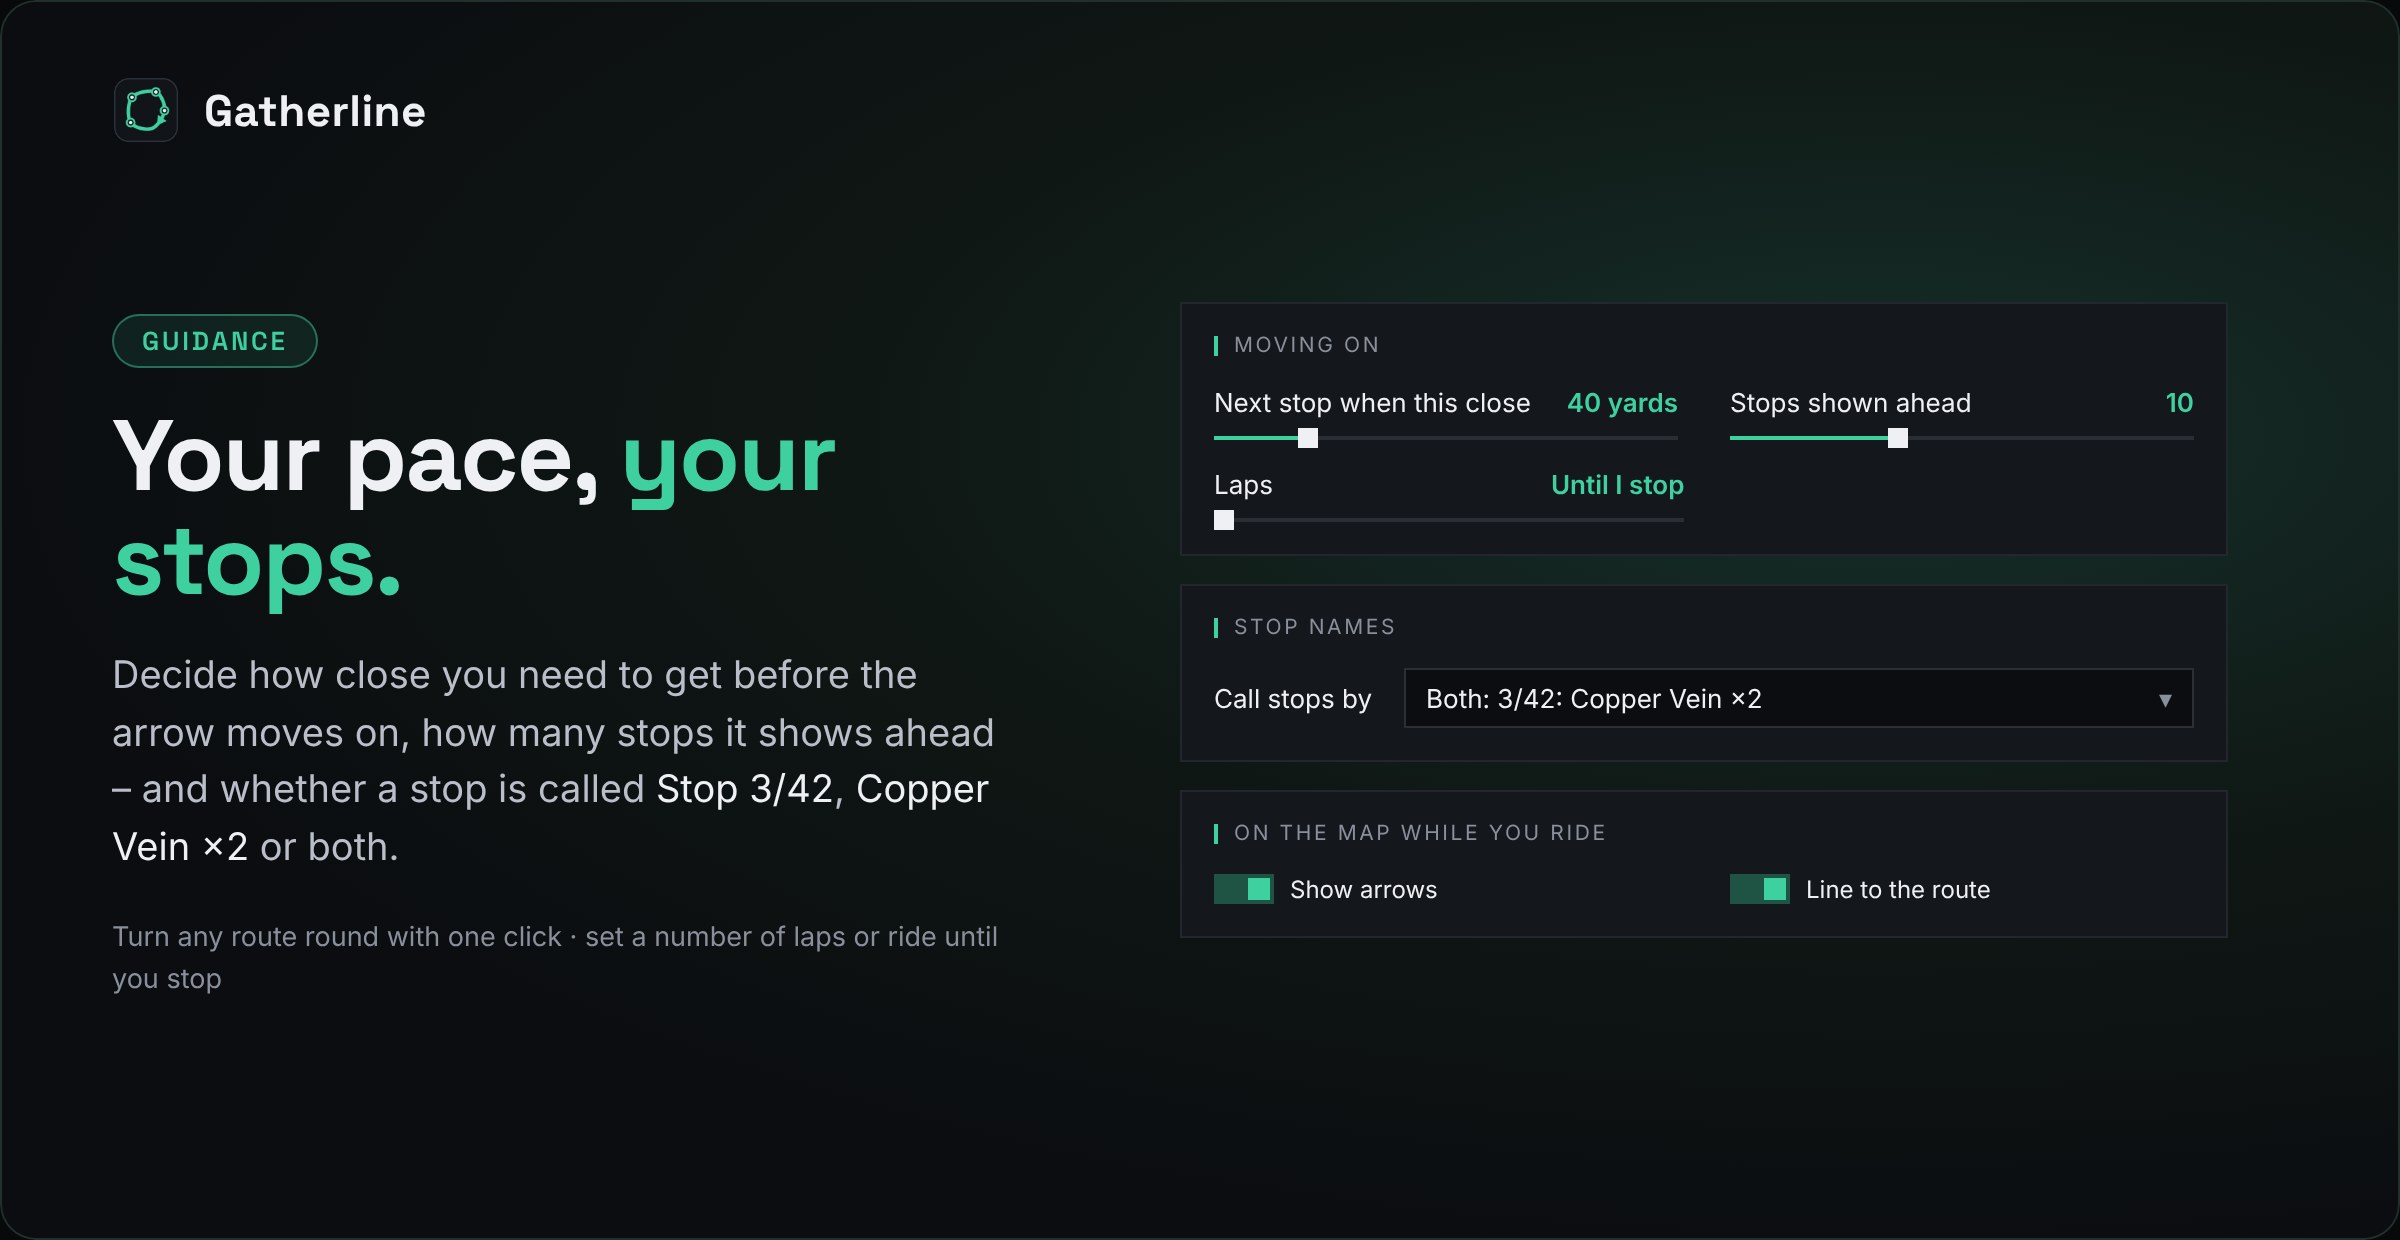 Gatherline
GUIDANCE
Your pace, your
stops.
Decide how close you need to get before the
arrow moves on, how many stops it shows ahead
– and whether a stop is called Stop 3/42, Copper
Vein ×2 or both.
Turn any route round with one click · set a number of laps or ride until
you stop
MOVING ON
Next stop when this close 40 yards
Stops shown ahead 10
Laps Until I stop
STOP NAMES
Call stops by Both: 3/42: Copper Vein ×2
ON THE MAP WHILE YOU RIDE
Show arrows
Line to the route